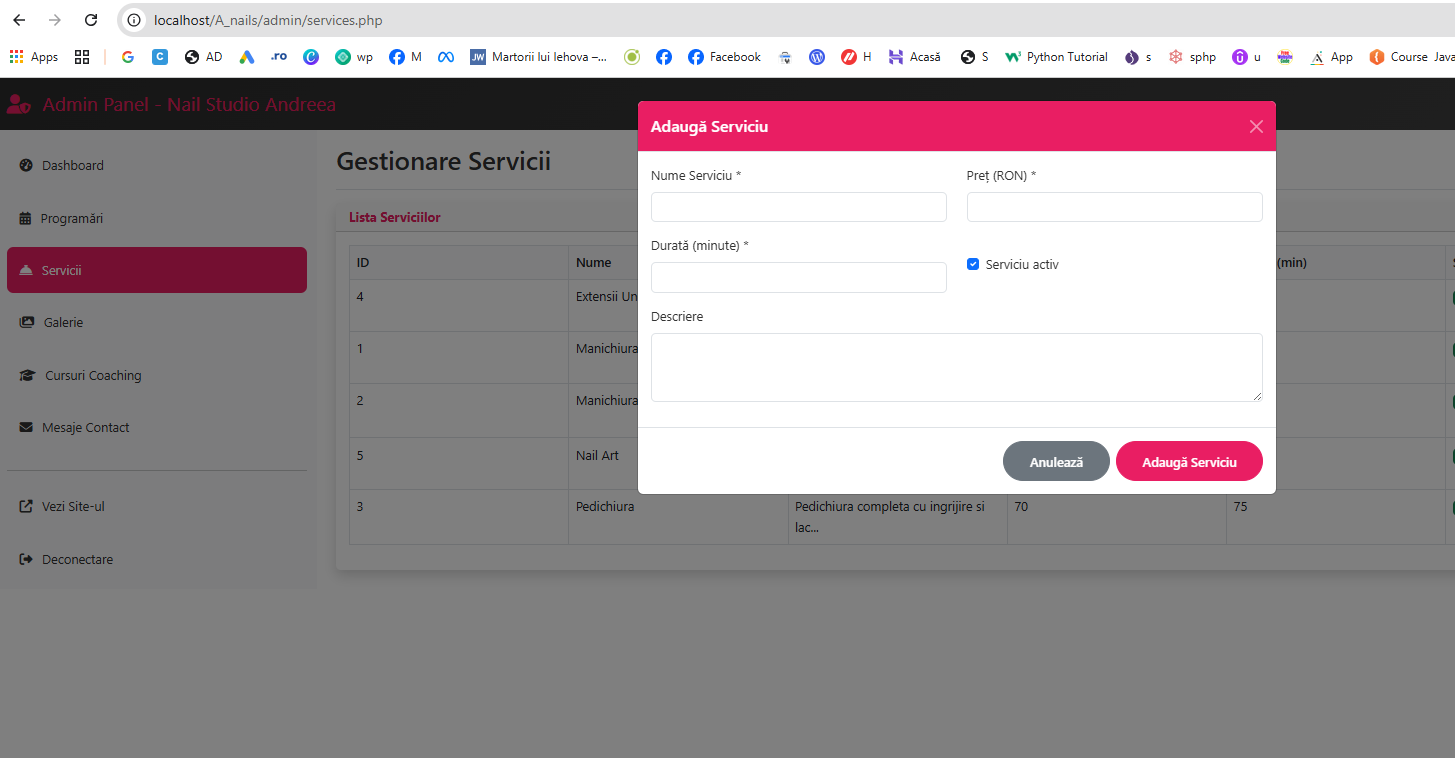 localhost/A_nails/admin/services.php
Apps
G
C
AD
.ro
wp
M
JW Martorii lui Iehova –...
Facebook
H
Acasă
S
Python Tutorial
s
sphp
u
App
Course Java
Admin Panel - Nail Studio Andreea
Dashboard
Programări
Servicii
Galerie
Cursuri Coaching
Mesaje Contact
Vezi Site-ul
Deconectare
Gestionare Servicii
Lista Serviciilor
ID Nume (min)
4 Extensii Un
1 Manichiura
2 Manichiura
5 Nail Art
3 Pedichiura Pedichiura completa cu ingrijire si 70 75
lac...
Adaugă Serviciu
Nume Serviciu * Preț (RON) *
Durată (minute) *
Serviciu activ
Descriere
Anulează Adaugă Serviciu